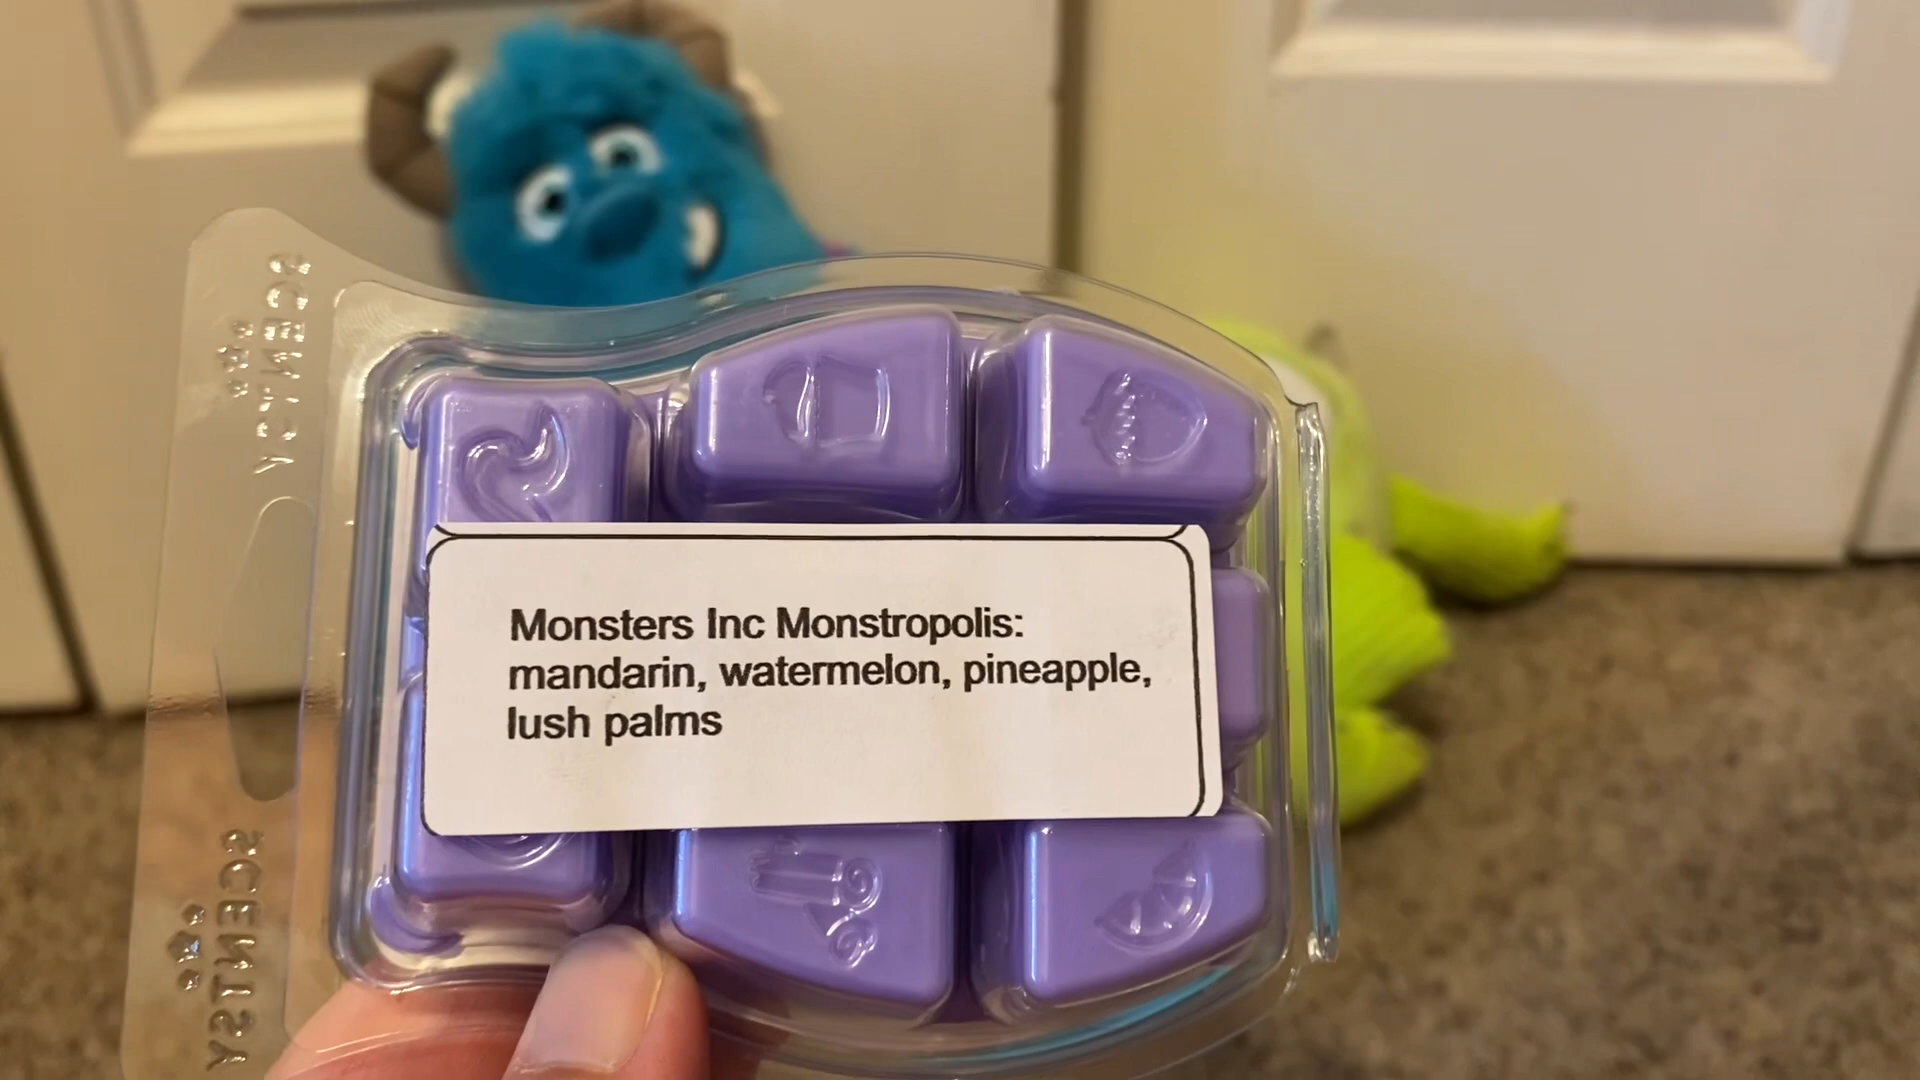 Monsters Inc Monstropolis:
mandarin, watermelon, pineapple,
lush palms
SCENTSY
SCENTSY